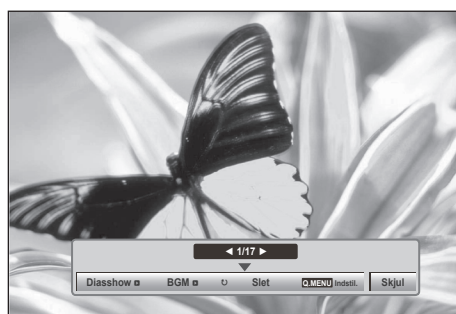 ◀ 1/17 ▶
Diasshow BGM ↻ Slet Q.MENU Indstil. Skjul